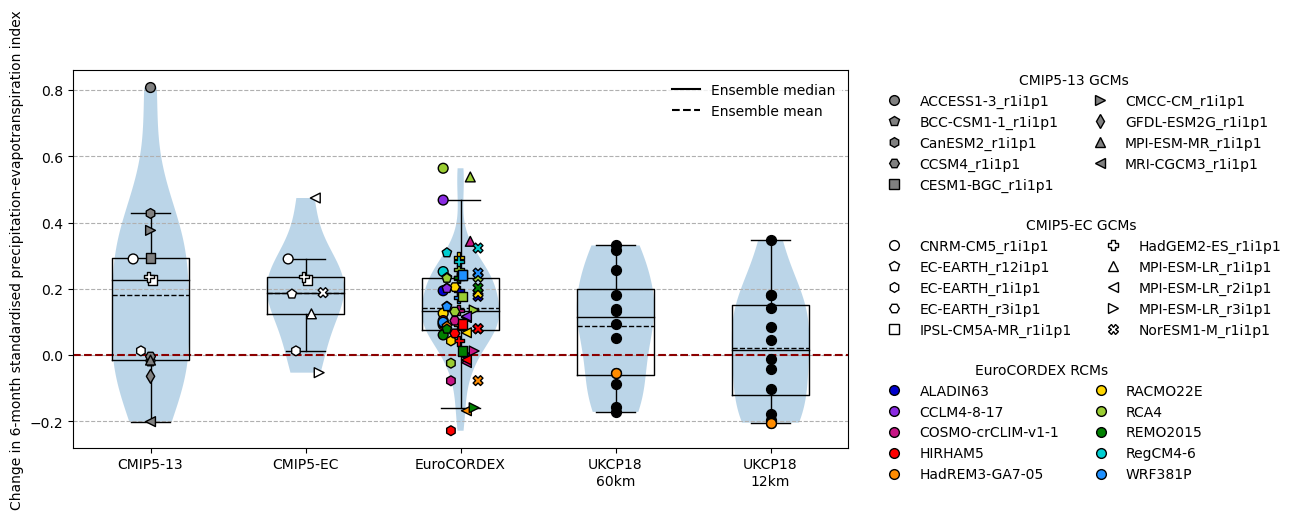 Change in 6-month standardised precipitation-evapotranspiration index
0.8
0.6
0.4
0.2
0.0
−0.2
Ensemble median
Ensemble mean
CMIP5-13
CMIP5-EC
EuroCORDEX
UKCP18
60km
UKCP18
12km
CMIP5-13 GCMs
ACCESS1-3_r1i1p1
BCC-CSM1-1_r1i1p1
CanESM2_r1i1p1
CCSM4_r1i1p1
CESM1-BGC_r1i1p1
CMCC-CM_r1i1p1
GFDL-ESM2G_r1i1p1
MPI-ESM-MR_r1i1p1
MRI-CGCM3_r1i1p1
CMIP5-EC GCMs
CNRM-CM5_r1i1p1
EC-EARTH_r12i1p1
EC-EARTH_r1i1p1
EC-EARTH_r3i1p1
IPSL-CM5A-MR_r1i1p1
HadGEM2-ES_r1i1p1
MPI-ESM-LR_r1i1p1
MPI-ESM-LR_r2i1p1
MPI-ESM-LR_r3i1p1
NorESM1-M_r1i1p1
EuroCORDEX RCMs
ALADIN63
CCLM4-8-17
COSMO-crCLIM-v1-1
HIRHAM5
HadREM3-GA7-05
RACMO22E
RCA4
REMO2015
RegCM4-6
WRF381P